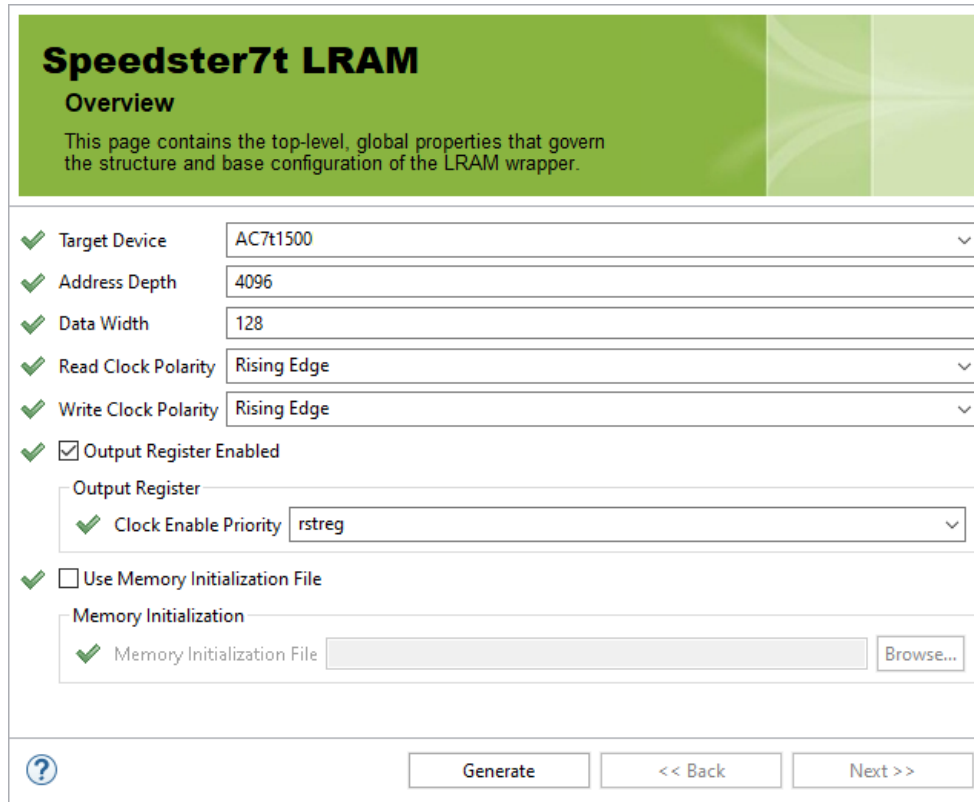 Speedster7t LRAM
Overview
This page contains the top-level, global properties that govern
the structure and base configuration of the LRAM wrapper.
Target Device AC7t1500
Address Depth 4096
Data Width 128
Read Clock Polarity Rising Edge
Write Clock Polarity Rising Edge
Output Register Enabled
Output Register
Clock Enable Priority rstreg
Use Memory Initialization File
Memory Initialization
Memory Initialization File Browse...
? Generate << Back Next >>